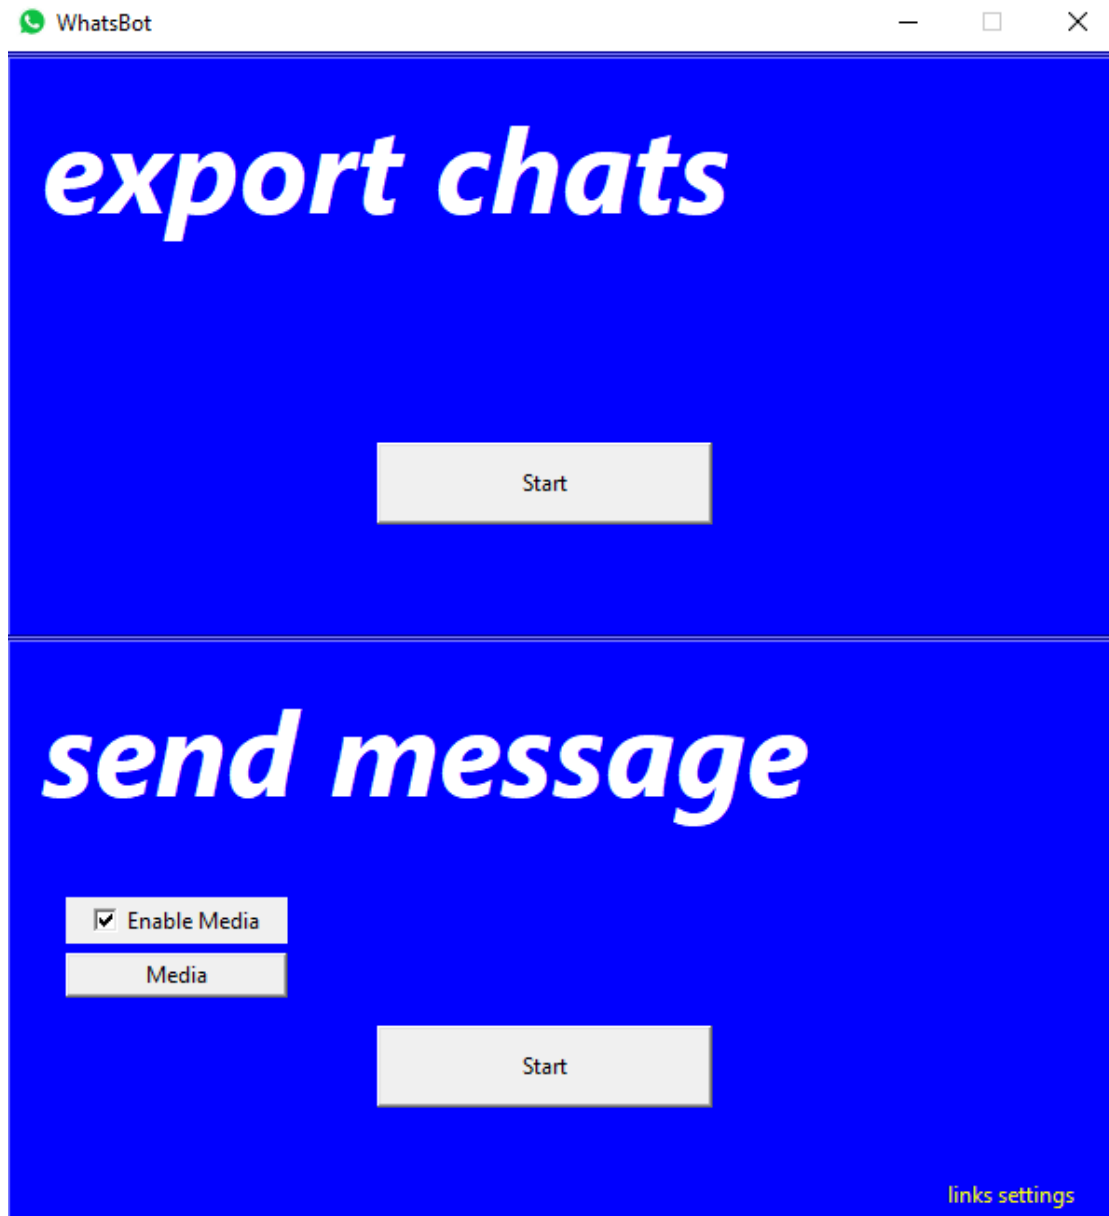 WhatsBot
export chats
Start
send message
Enable Media
Media
Start
links settings